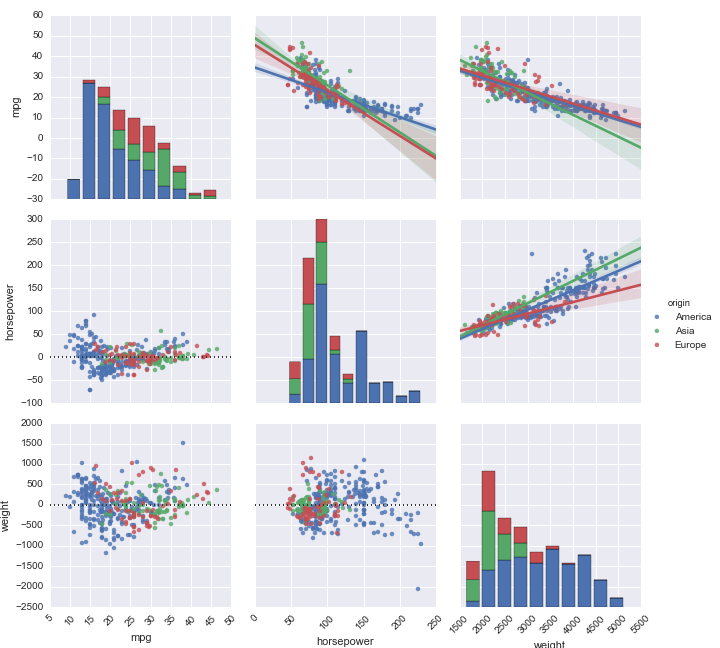 60
50
40
30
20
10
0
−10
−20
−30
mpg
300
250
200
150
100
50
0
−50
−100
horsepower
origin
America
Asia
Europe
2000
1500
1000
500
0
−500
−1000
−1500
−2000
−2500
weight
5 10 15 20 25 30 35 40 45 50
mpg
0 50 100 150 200 250
horsepower
1500 2000 2500 3000 3500 4000 4500 5000 5500
weight